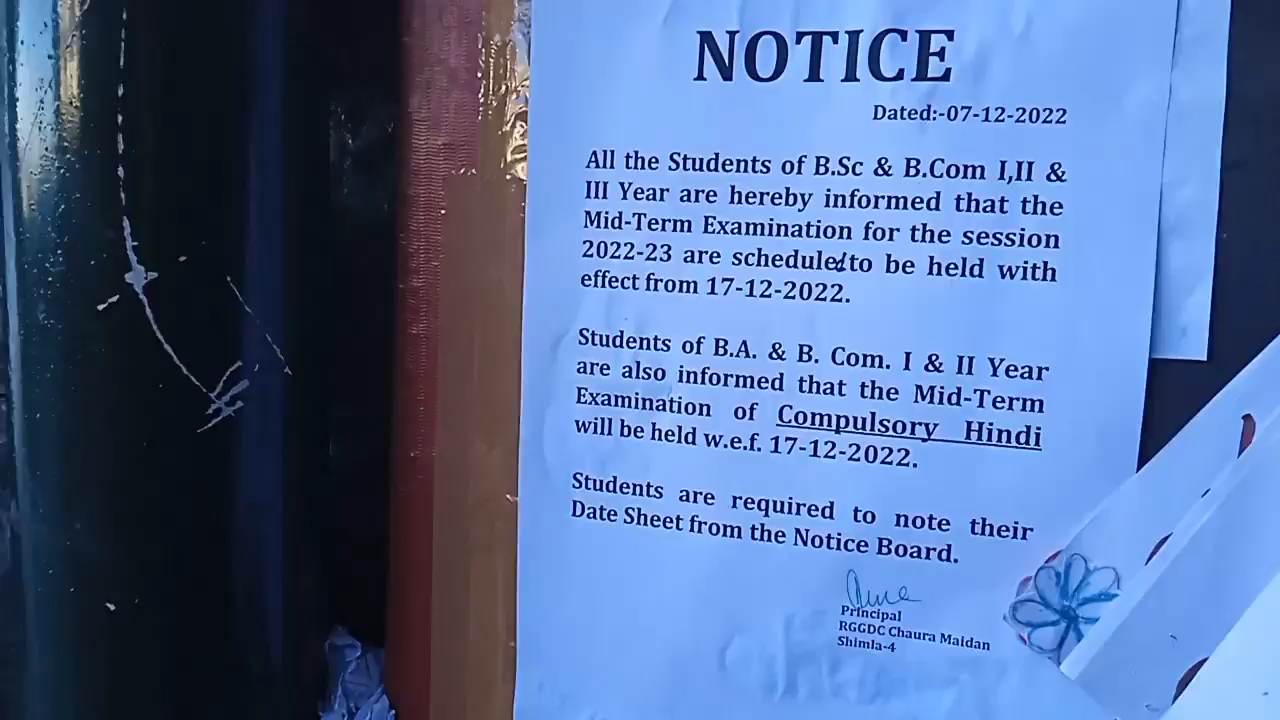 NOTICE
Dated:-07-12-2022
All the Students of B.Sc & B.Com I,II &
III Year are hereby informed that the
Mid-Term Examination for the session
2022-23 are scheduled to be held with
effect from 17-12-2022.
Students of B.A. & B. Com. I & II Year
are also informed that the Mid-Term
Examination of Compulsory Hindi
will be held w.e.f. 17-12-2022.
Students are required to note their
Date Sheet from the Notice Board.
Principal
RGGDC Chaura Maidan
Shimla-4